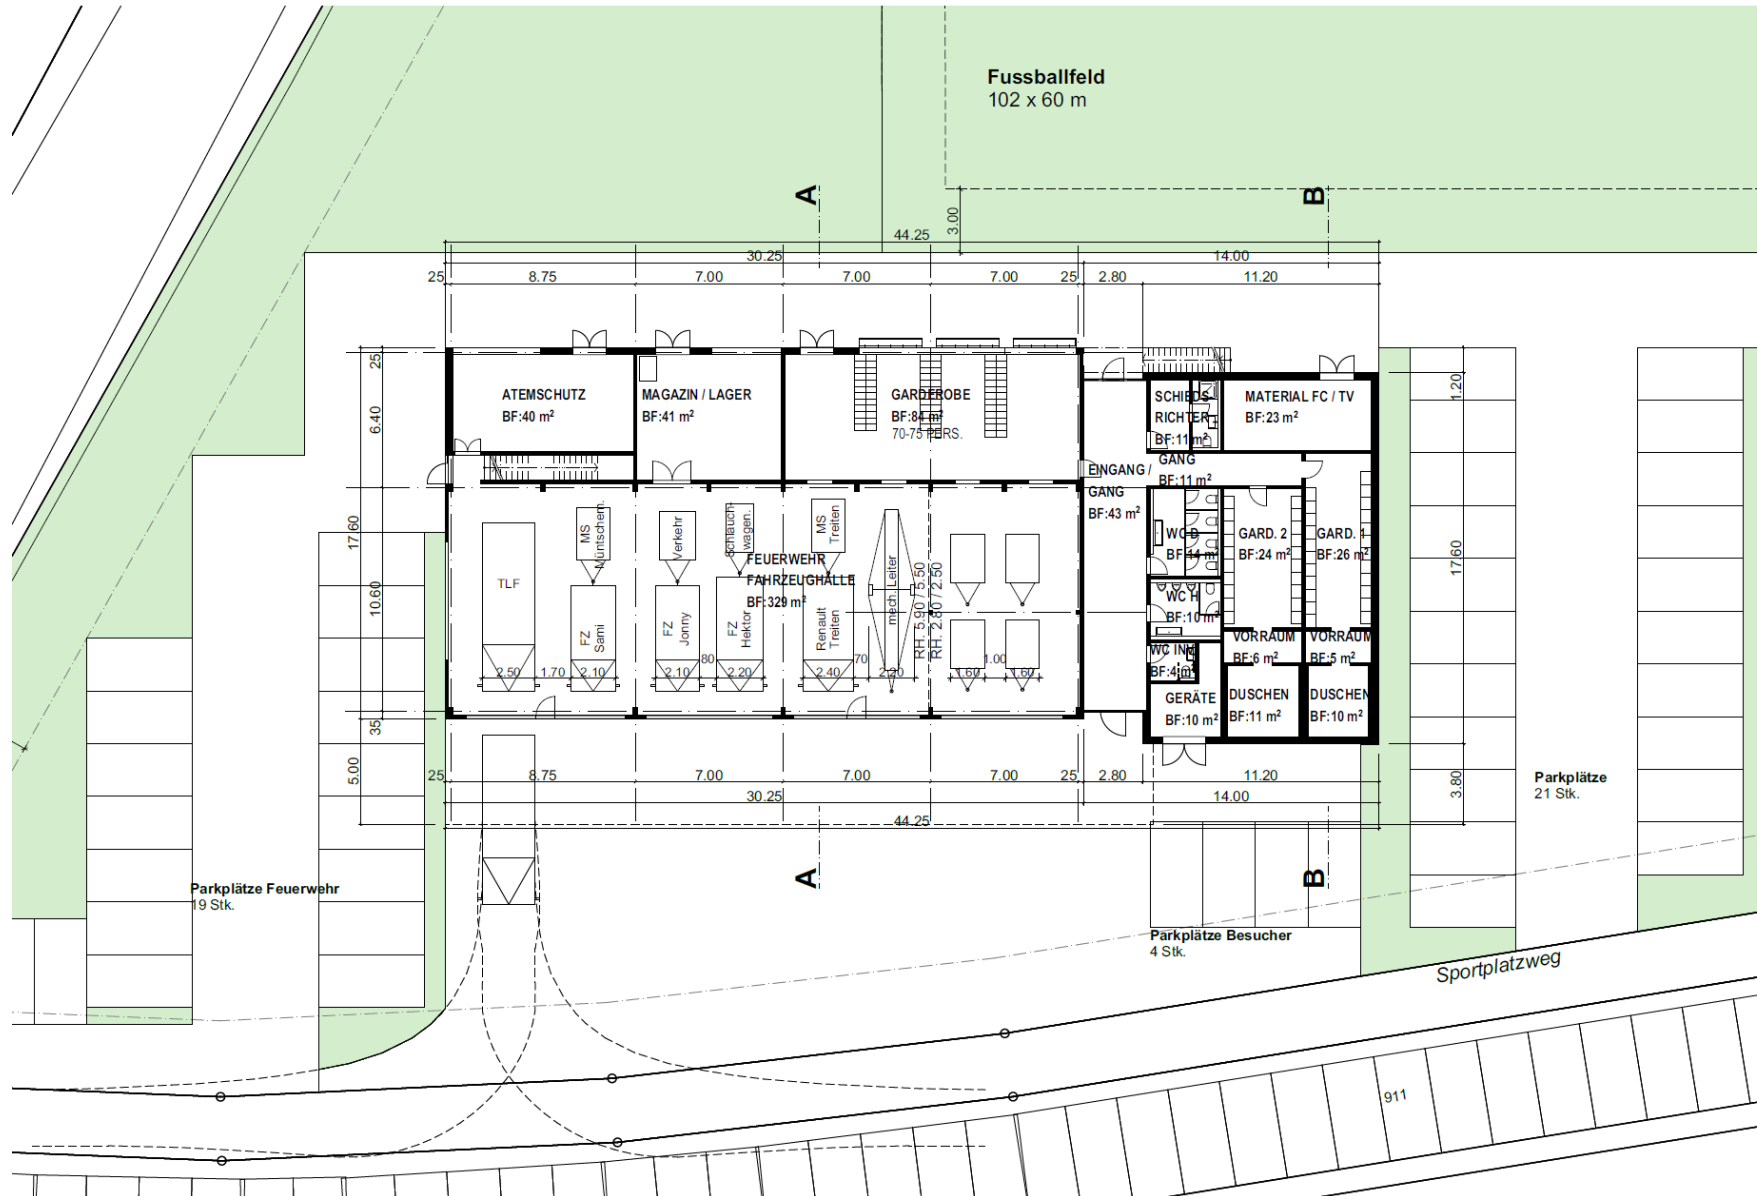 Fussballfeld
102 x 60 m
A
B
3.00
44.25
30.25
14.00
25
8.75
7.00
7.00
7.00
25
2.80
11.20
25
6.40
17.60
10.60
35
5.00
1.20
17.60
3.80
ATEMSCHUTZ
BF:40 m²
MAGAZIN / LAGER
BF:41 m²
GARDEROBE
BF:84 m²
70-75 PERS.
SCHIEDS-
RICHTER
BF:11 m²
MATERIAL FC / TV
BF:23 m²
EINGANG /
GANG
BF:43 m²
GANG
BF:11 m²
WC D
BF:14 m²
GARD. 2
BF:24 m²
GARD. 1
BF:26 m²
WC H
BF:10 m²
VORRAUM
BF:6 m²
VORRAUM
BF:5 m²
WC INV
BF:4 m²
GERÄTE
BF:10 m²
DUSCHEN
BF:11 m²
DUSCHEN
BF:10 m²
TLF
MS
Müntschem.
Verkehr
Schlauch-
wagen.
MS
Treiten
FEUERWEHR
FAHRZEUGHALLE
BF:329 m²
FZ
Sami
FZ
Jonny
FZ
Hektor
Renault
Treiten
mech. Leiter
RH. 5.90 / 5.50
RH. 2.80 / 2.50
2.50
1.70
2.10
2.10
80
2.20
2.40
70
2.20
1.60
1.00
1.60
25
8.75
7.00
7.00
7.00
25
2.80
11.20
30.25
14.00
44.25
A
B
Parkplätze
21 Stk.
Parkplätze Feuerwehr
19 Stk.
Parkplätze Besucher
4 Stk.
Sportplatzweg
911